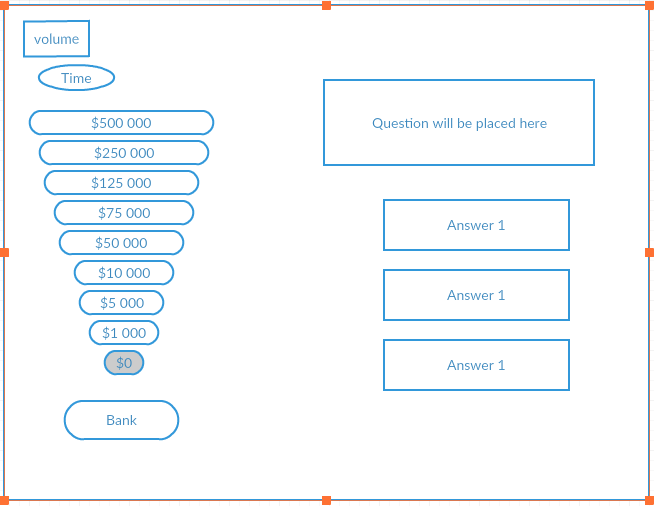 volume
Time
$500 000
$250 000
$125 000
$75 000
$50 000
$10 000
$5 000
$1 000
$0
Bank
Question will be placed here
Answer 1
Answer 1
Answer 1